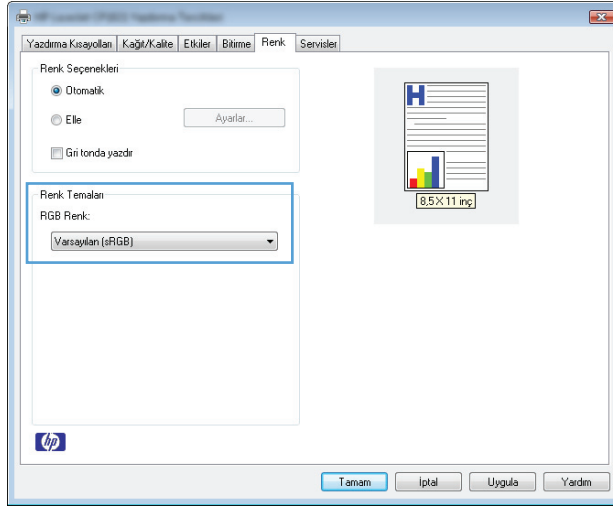 Yazdırma Kısayolları Kağıt/Kalite Etkiler Bitirme Renk Servisler
Renk Seçenekleri
Otomatik
Elle
Ayarlar...
Gri tonda yazdır
Renk Temaları
RGB Renk:
Varsayılan (sRGB)
H
8,5 × 11 inç
hp
Tamam İptal Uygula Yardım